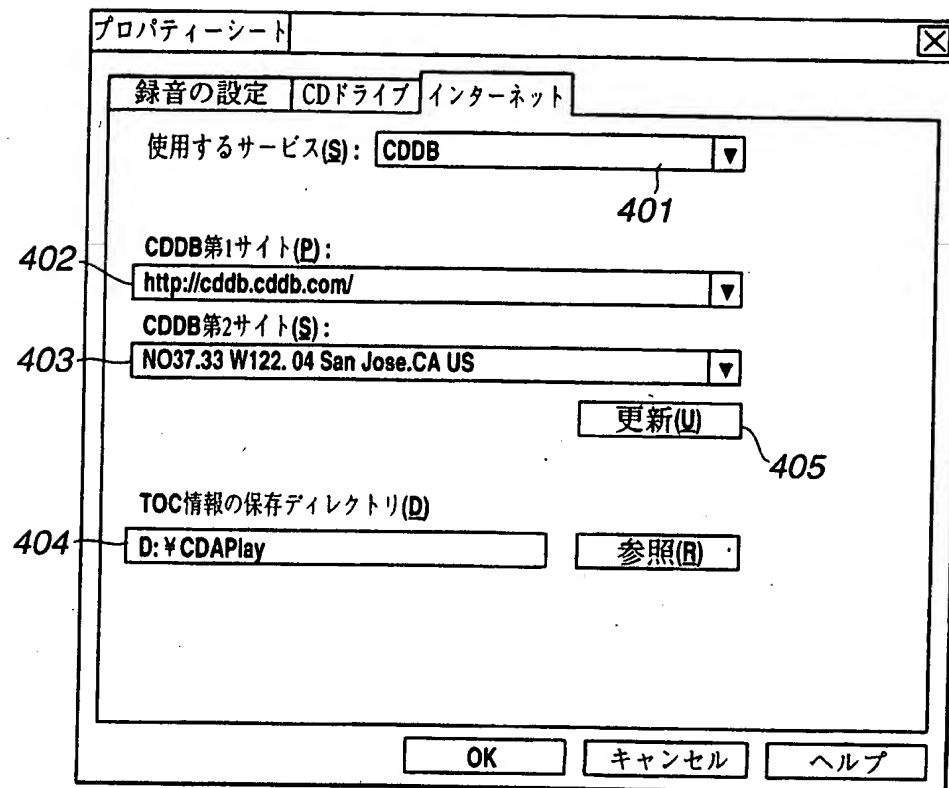 プロパティーシート
録音の設定 CDドライブ インターネット
使用するサービス(S): CDDB ▼
401
CDDB第1サイト(P):
402
http://cddb.cddb.com/ ▼
CDDB第2サイト(S):
403
NO37.33 W122. 04 San Jose.CA US ▼
更新(U)
405
TOC情報の保存ディレクトリ(D)
404
D:¥CDAPlay 参照(R)
OK キャンセル ヘルプ